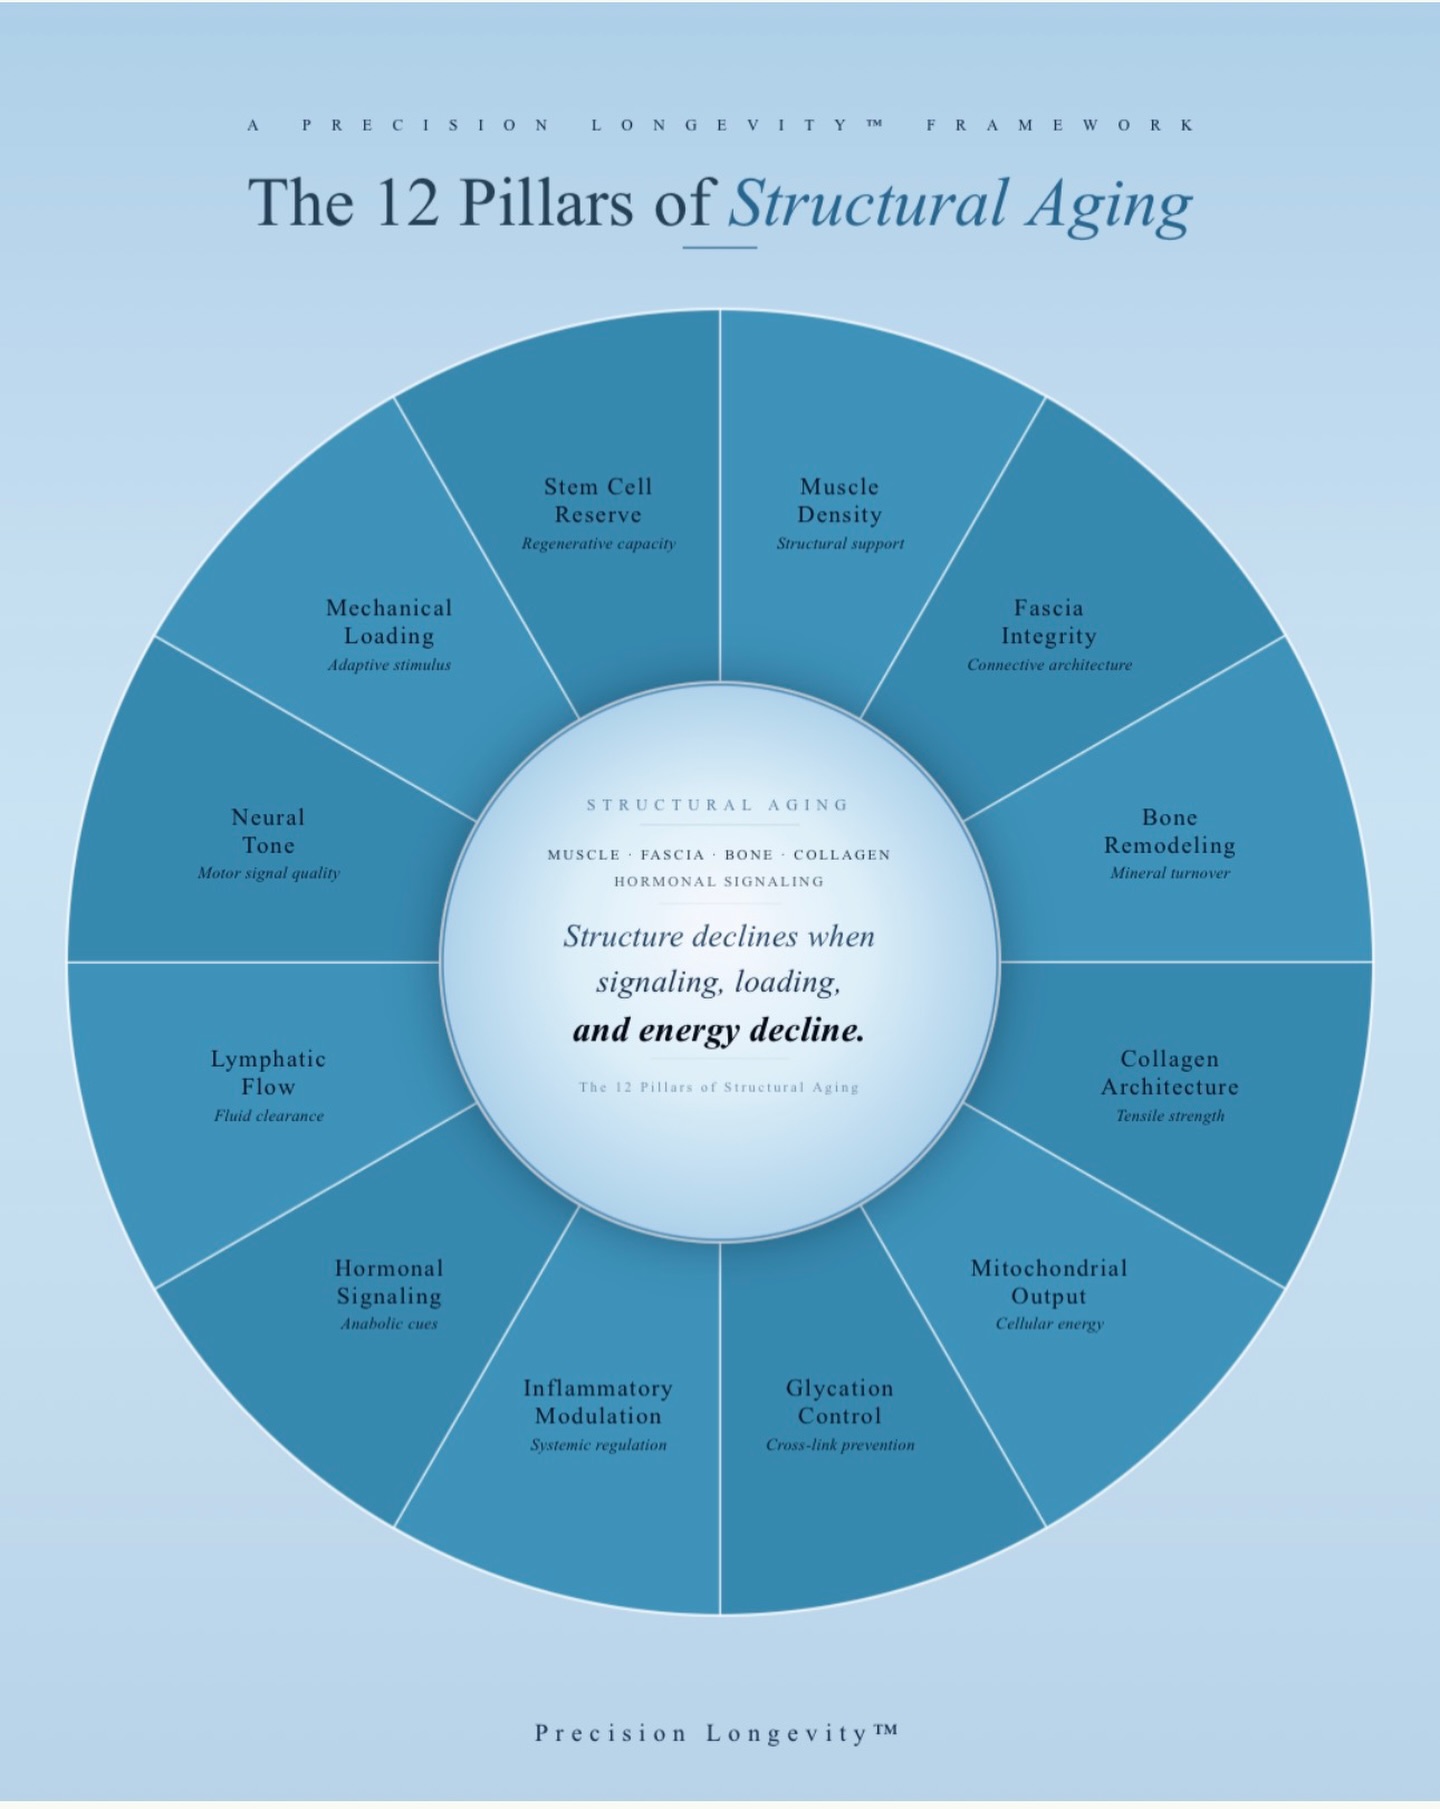 A PRECISION LONGEVITY™ FRAMEWORK
The 12 Pillars of Structural Aging
Stem Cell
Reserve
Regenerative capacity
Muscle
Density
Structural support
Mechanical
Loading
Adaptive stimulus
Fascia
Integrity
Connective architecture
Neural
Tone
Motor signal quality
Bone
Remodeling
Mineral turnover
STRUCTURAL AGING
MUSCLE · FASCIA · BONE · COLLAGEN
HORMONAL SIGNALING
Structure declines when
signaling, loading,
and energy decline.
The 12 Pillars of Structural Aging
Lymphatic
Flow
Fluid clearance
Collagen
Architecture
Tensile strength
Hormonal
Signaling
Anabolic cues
Mitochondrial
Output
Cellular energy
Inflammatory
Modulation
Systemic regulation
Glycation
Control
Cross-link prevention
Precision Longevity™